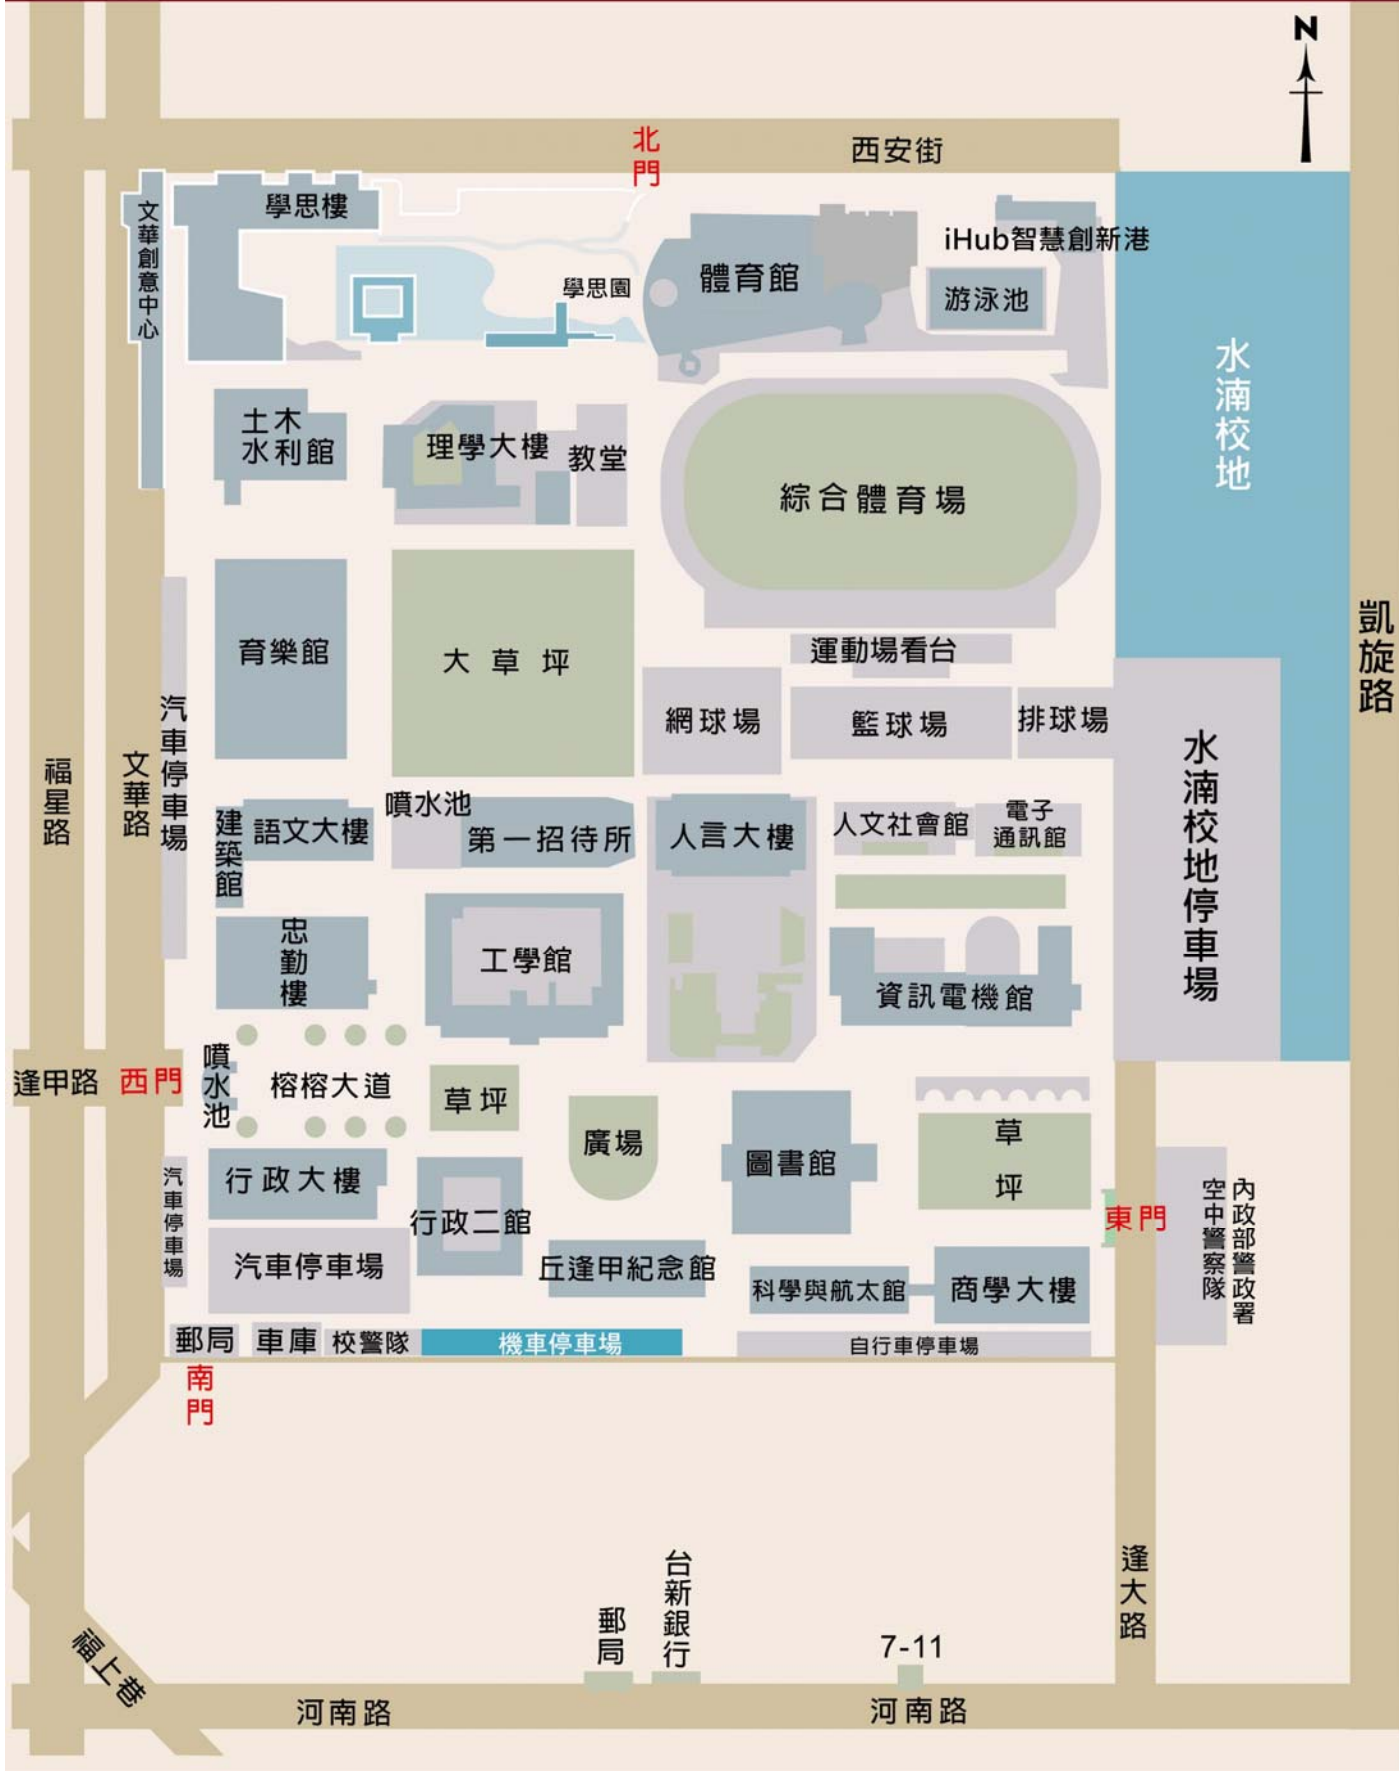 N
北門
西安街
文華創意中心
學思樓
學思園
體育館
iHub智慧創新港
游泳池
水湳校地
土木
水利館
理學大樓
教堂
綜合體育場
凱旋路
育樂館
大草坪
運動場看台
網球場
籃球場
排球場
汽車停車場
福星路
文華路
水湳校地停車場
建築館
語文大樓
噴水池
第一招待所
人言大樓
人文社會館
電子
通訊館
忠勤樓
工學館
資訊電機館
逢甲路
西門
噴水池
榕榕大道
草坪
廣場
圖書館
草坪
汽車停車場
行政大樓
行政二館
東門
內政部警政署
空中警察隊
汽車停車場
丘逢甲紀念館
科學與航太館
商學大樓
郵局
車庫
校警隊
機車停車場
自行車停車場
南門
逢大路
郵局
台新銀行
7-11
福上巷
河南路
河南路